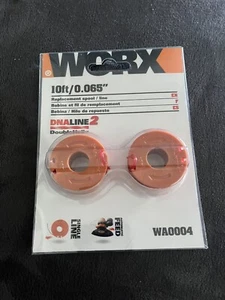 WORX
10ft/0.065"
Replacement spool / line EN
Bobine et fil de remplacement F
Bobina / Hilo de repuesto ES
DNALINE2
SINGLE
LINE
FEED
WA0004